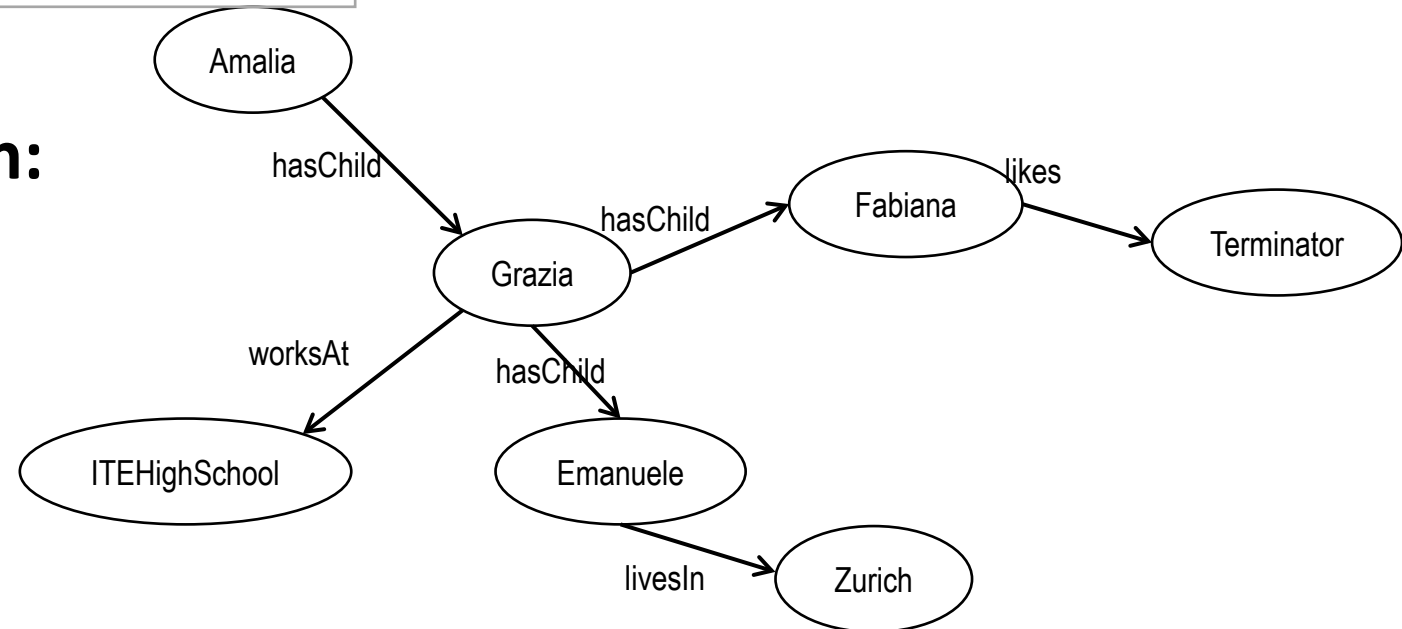 Amalia
n:
hasChild
likes
hasChild
Fabiana
Terminator
Grazia
worksAt
hasChild
ITEHighSchool
Emanuele
livesIn
Zurich